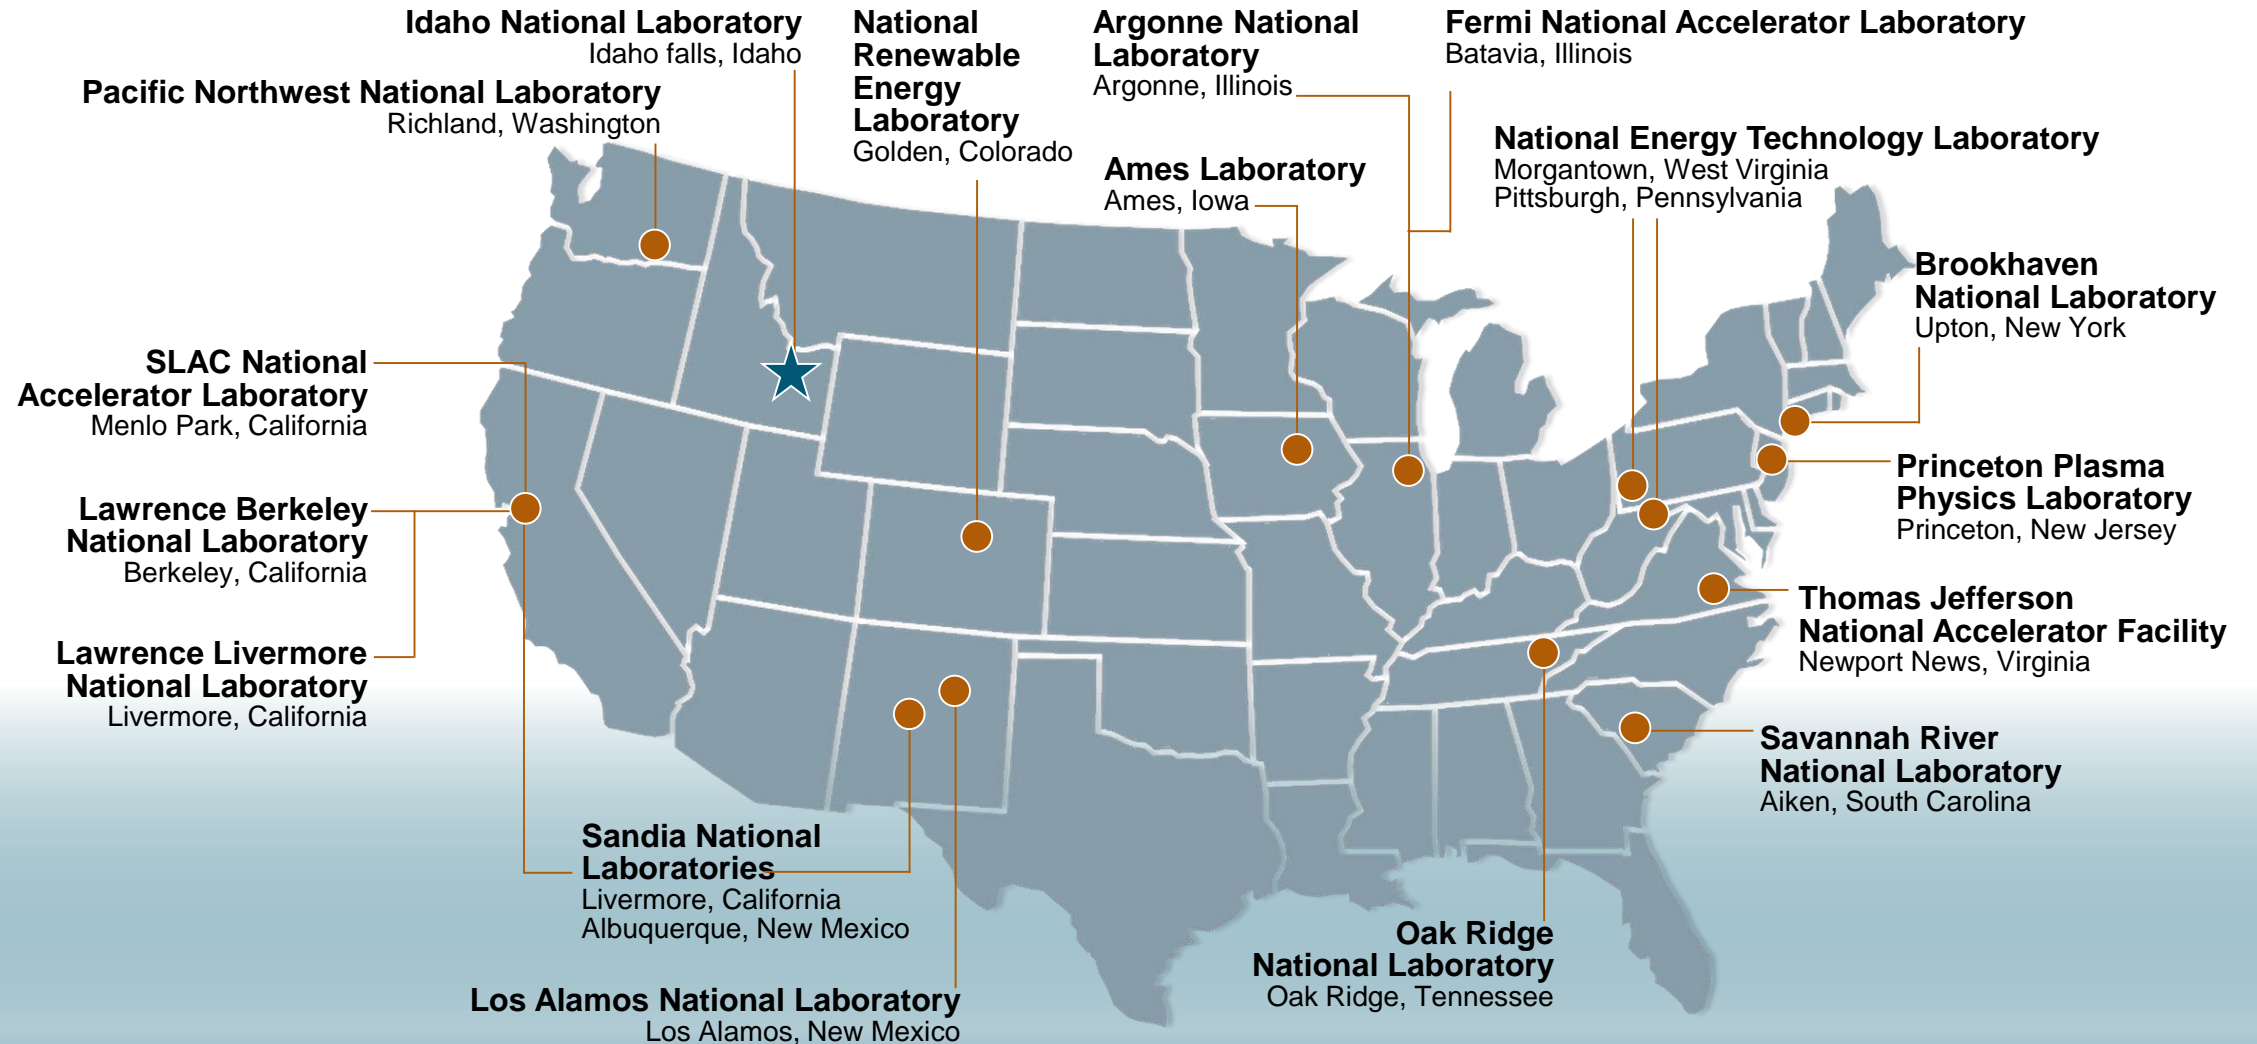 Idaho National Laboratory
Idaho falls, Idaho
National
Renewable
Energy
Laboratory
Golden, Colorado
Argonne National
Laboratory
Argonne, Illinois
Fermi National Accelerator Laboratory
Batavia, Illinois
Pacific Northwest National Laboratory
Richland, Washington
Ames Laboratory
Ames, Iowa
National Energy Technology Laboratory
Morgantown, West Virginia
Pittsburgh, Pennsylvania
Brookhaven
National Laboratory
Upton, New York
SLAC National
Accelerator Laboratory
Menlo Park, California
Princeton Plasma
Physics Laboratory
Princeton, New Jersey
Lawrence Berkeley
National Laboratory
Berkeley, California
Thomas Jefferson
National Accelerator Facility
Newport News, Virginia
Lawrence Livermore
National Laboratory
Livermore, California
Savannah River
National Laboratory
Aiken, South Carolina
Sandia National
Laboratories
Livermore, California
Albuquerque, New Mexico
Oak Ridge
National Laboratory
Oak Ridge, Tennessee
Los Alamos National Laboratory
Los Alamos, New Mexico